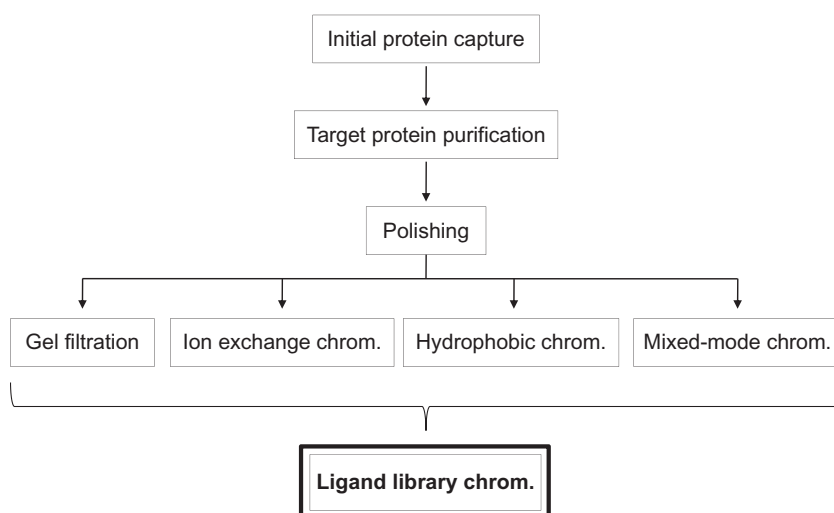 Initial protein capture
Target protein purification
Polishing
Gel filtration
Ion exchange chrom.
Hydrophobic chrom.
Mixed-mode chrom.
Ligand library chrom.